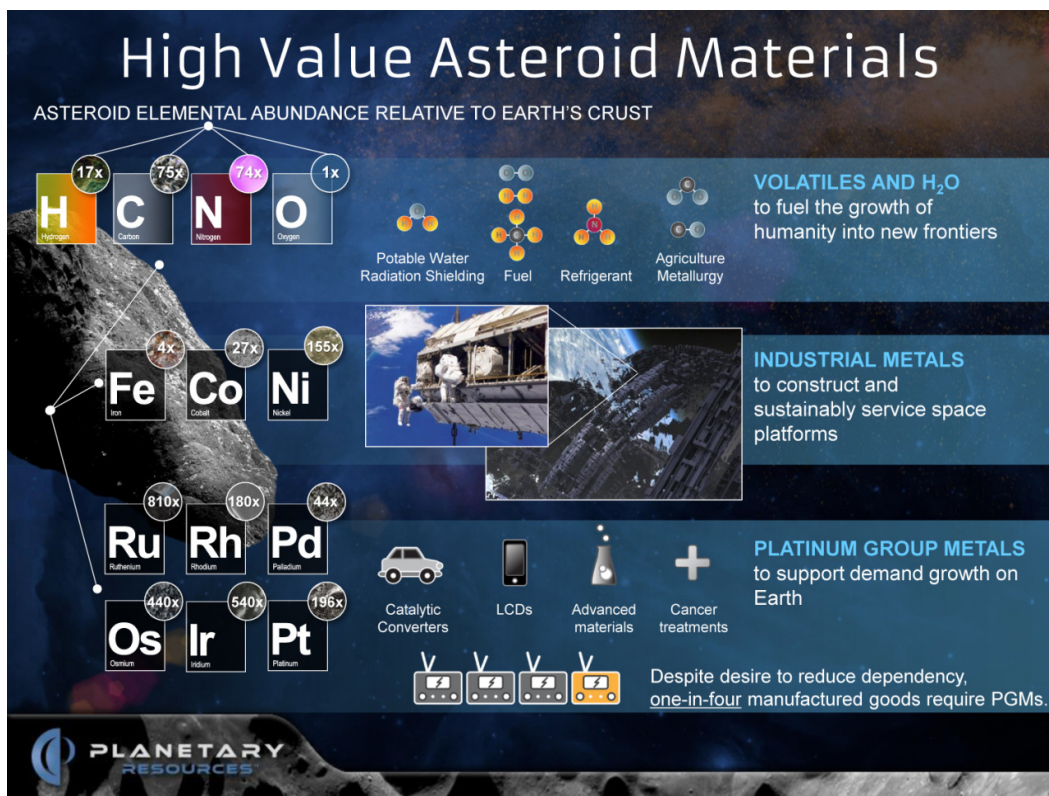 High Value Asteroid Materials
ASTEROID ELEMENTAL ABUNDANCE RELATIVE TO EARTH'S CRUST
17x
75x
74x
1x
H
Hydrogen
C
Carbon
N
Nitrogen
O
Oxygen
Potable Water
Radiation Shielding
Fuel
Refrigerant
Agriculture
Metallurgy
VOLATILES AND H₂O
to fuel the growth of
humanity into new frontiers
4x
27x
155x
Fe
Iron
Co
Cobalt
Ni
Nickel
INDUSTRIAL METALS
to construct and
sustainably service space
platforms
810x
180x
44x
Ru
Ruthenium
Rh
Rhodium
Pd
Palladium
440x
540x
196x
Os
Osmium
Ir
Iridium
Pt
Platinum
Catalytic
Converters
LCDs
Advanced
materials
Cancer
treatments
PLATINUM GROUP METALS
to support demand growth on
Earth
Despite desire to reduce dependency,
one-in-four manufactured goods require PGMs.
PLANETARY
RESOURCES